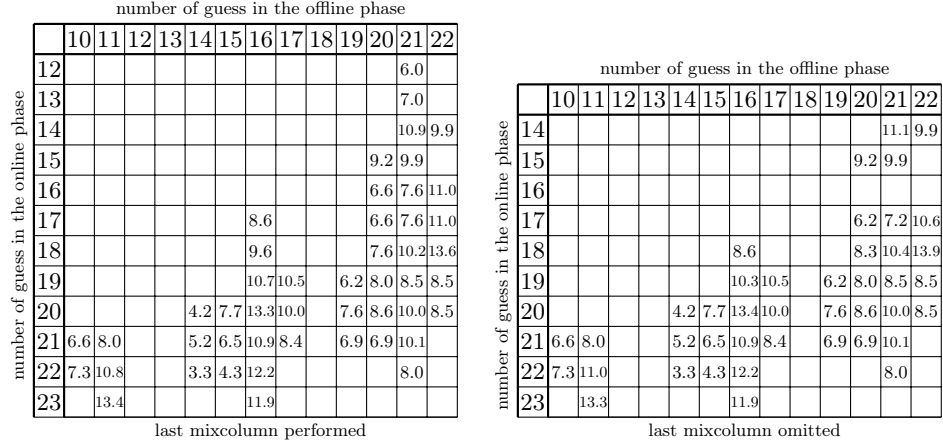 number of guess in the offline phase
10 11 12 13 14 15 16 17 18 19 20 21 22
12 6.0
13 7.0
14 10.9 9.9
15 9.2 9.9
16 6.6 7.6 11.0
17 8.6 6.6 7.6 11.0
18 9.6 7.6 10.2 13.6
19 10.7 10.5 6.2 8.0 8.5 8.5
20 4.2 7.7 13.3 10.0 7.6 8.6 10.0 8.5
21 6.6 8.0 5.2 6.5 10.9 8.4 6.9 6.9 10.1
22 7.3 10.8 3.3 4.3 12.2 8.0
23 13.4 11.9
number of guess in the online phase
last mixcolumn performed
number of guess in the offline phase
10 11 12 13 14 15 16 17 18 19 20 21 22
14 11.1 9.9
15 9.2 9.9
16
17 6.2 7.2 10.6
18 8.6 8.3 10.4 13.9
19 10.3 10.5 6.2 8.0 8.5 8.5
20 4.2 7.7 13.4 10.0 7.6 8.6 10.0 8.5
21 6.6 8.0 5.2 6.5 10.9 8.4 6.9 6.9 10.1
22 7.3 11.0 3.3 4.3 12.2 8.0
23 13.3 11.9
number of guess in the online phase
last mixcolumn omitted